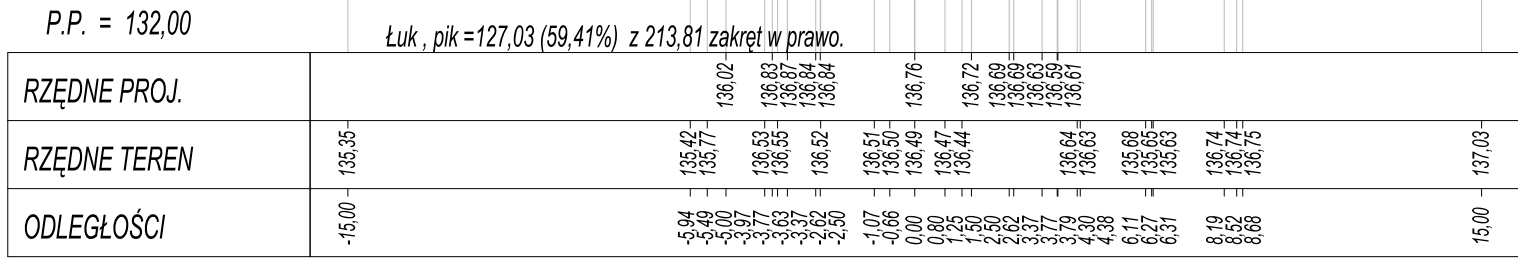 P.P. = 132,00
Łuk , pik =127,03 (59,41%) z 213,81 zakręt w prawo.
RZĘDNE PROJ. 136,02 136,83 136,87 136,84 136,84 136,76 136,72 136,69 136,69 136,63 136,59 136,61
RZĘDNE TEREN 135,35 135,42 135,77 136,53 136,55 136,52 136,51 136,50 136,49 136,47 136,44 136,64 136,63 135,68 135,65 135,63 136,74 136,74 136,75 137,03
ODLEGŁOŚCI -15,00 -5,94 -5,49 -5,00 -3,97 -3,77 -3,63 -3,37 -2,62 -2,50 -1,07 -0,66 0,00 0,80 1,25 1,50 2,50 2,62 3,37 3,77 3,79 4,30 4,38 6,11 6,27 6,31 8,19 8,52 8,68 15,00